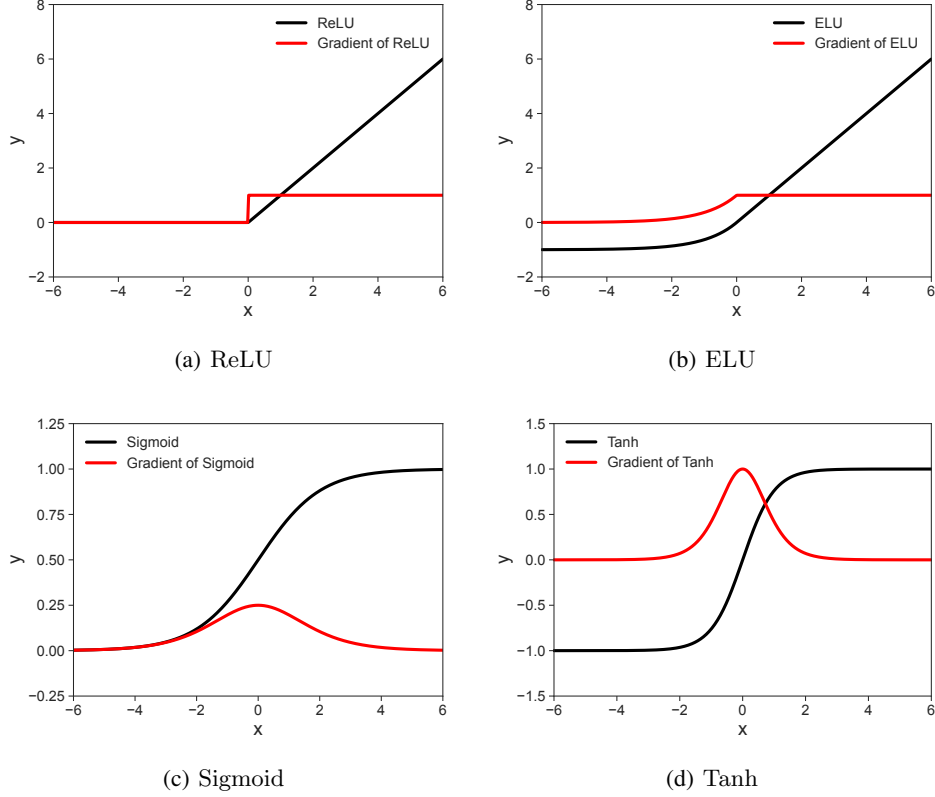 ReLU
Gradient of ReLU
8
6
4
2
0
−2
y
−6 −4 −2 0 2 4 6
x
(a) ReLU
ELU
Gradient of ELU
8
6
4
2
0
−2
y
−6 −4 −2 0 2 4 6
x
(b) ELU
Sigmoid
Gradient of Sigmoid
1.25
1.00
0.75
0.50
0.25
0.00
−0.25
y
−6 −4 −2 0 2 4 6
x
(c) Sigmoid
Tanh
Gradient of Tanh
1.5
1.0
0.5
0.0
−0.5
−1.0
−1.5
y
−6 −4 −2 0 2 4 6
x
(d) Tanh